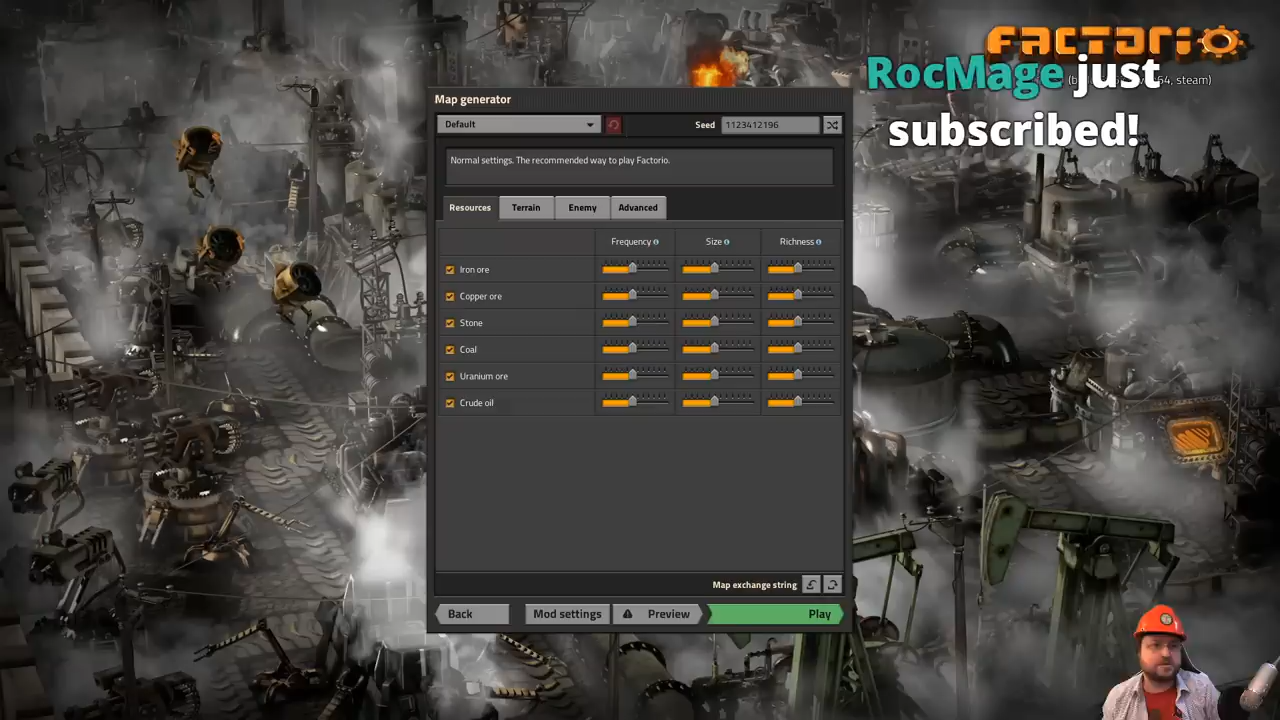 FACTORIO
RocMage just
subscribed!
64, steam)
Map generator
Default
Seed
1123412196
Normal settings. The recommended way to play Factorio.
Resources
Terrain
Enemy
Advanced
Frequency
Size
Richness
Iron ore
Copper ore
Stone
Coal
Uranium ore
Crude oil
Map exchange string
Back
Mod settings
Preview
Play